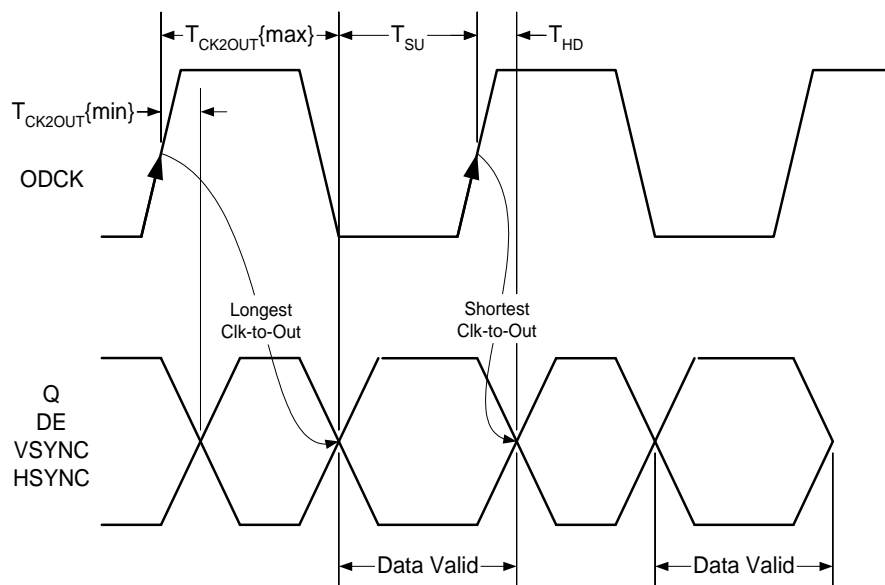 T_CK2OUT{max}
T_SU
T_HD
T_CK2OUT{min}
ODCK
Longest
Clk-to-Out
Shortest
Clk-to-Out
Q
DE
VSYNC
HSYNC
Data Valid
Data Valid